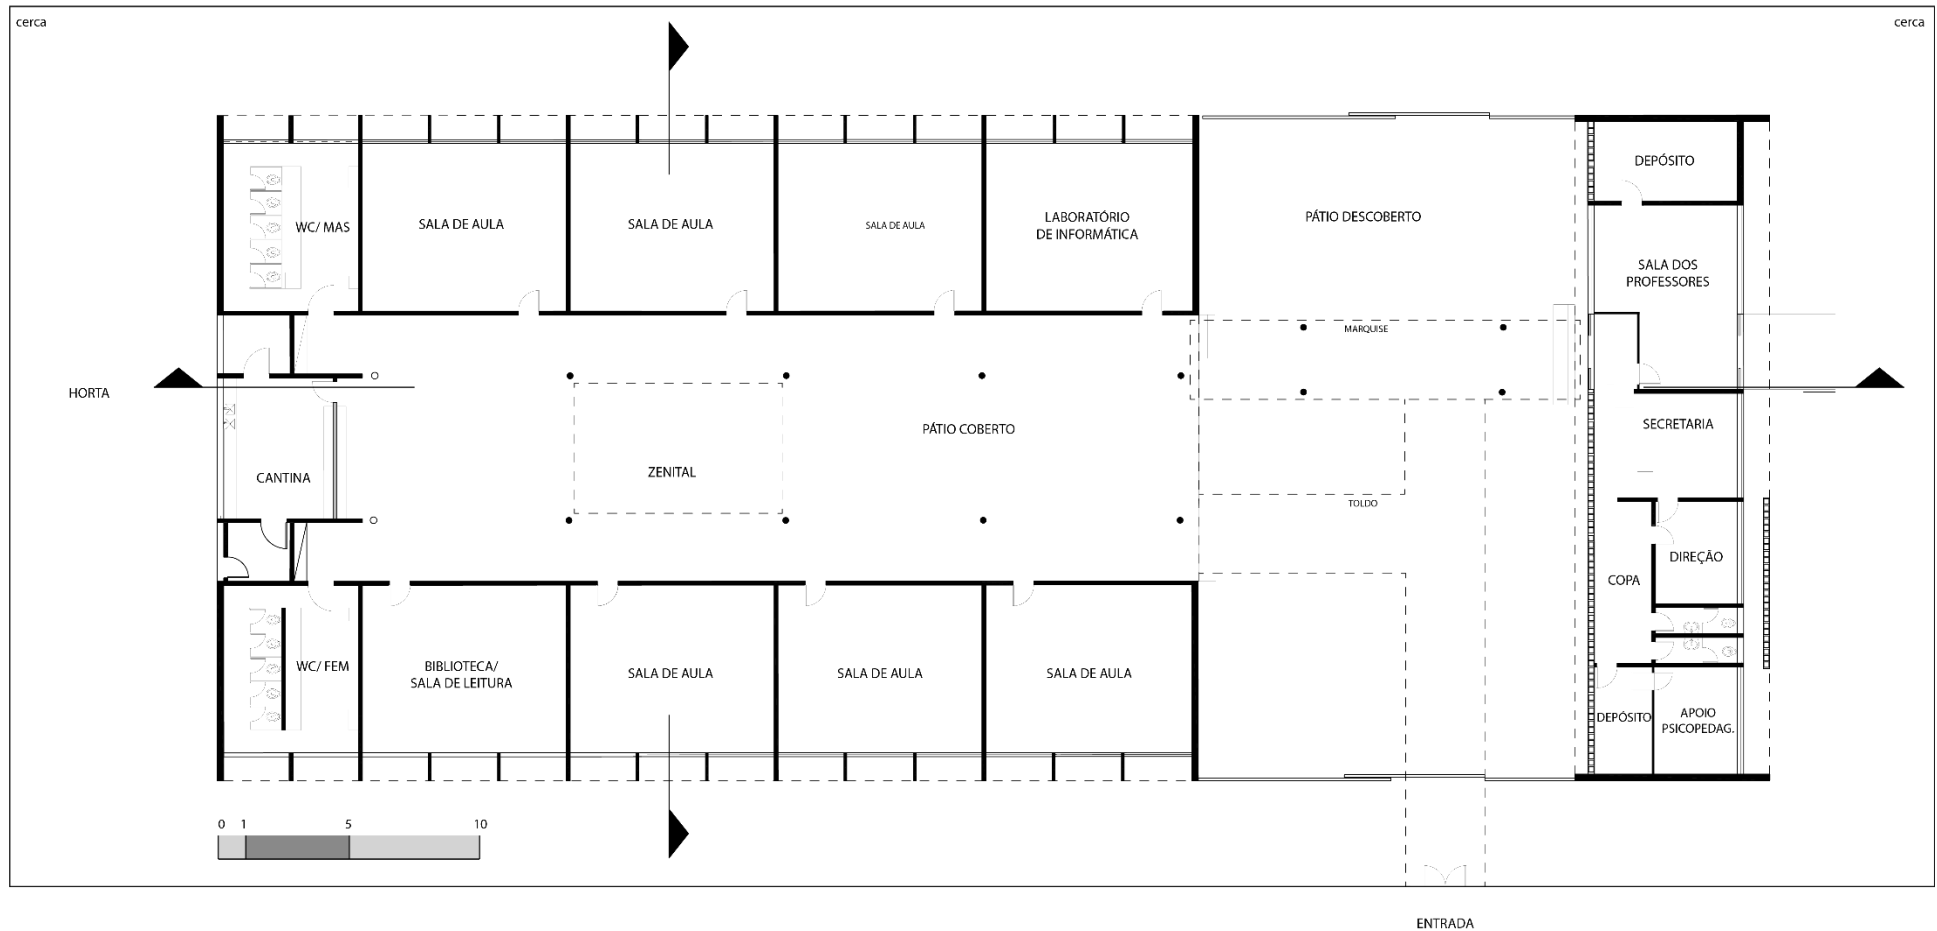 cerca
cerca
DEPÓSITO
WC/ MAS
SALA DE AULA
SALA DE AULA
SALA DE AULA
LABORATÓRIO
DE INFORMÁTICA
PÁTIO DESCOBERTO
SALA DOS
PROFESSORES
MARQUISE
HORTA
PÁTIO COBERTO
SECRETARIA
CANTINA
ZENITAL
TOLDO
DIREÇÃO
COPA
WC/ FEM
BIBLIOTECA/
SALA DE LEITURA
SALA DE AULA
SALA DE AULA
SALA DE AULA
DEPÓSITO
APOIO
PSICOPEDAG.
0 1 5 10
ENTRADA